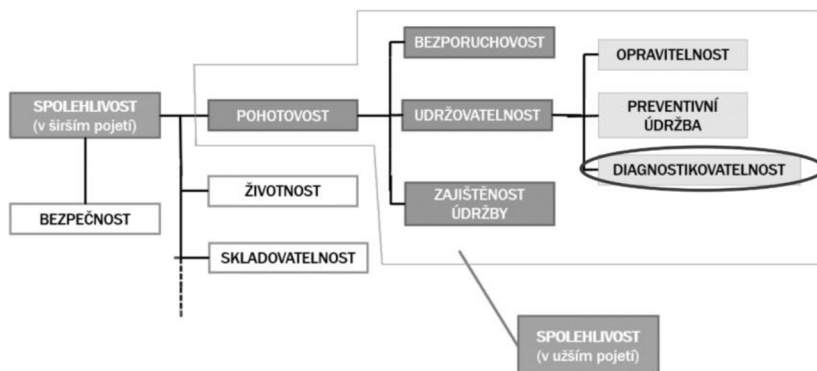 BEZPORUCHOVOST
OPRAVITELNOST
SPOLEHLIVOST
(v širším pojetí)
POHOTOVOST
UDRŽOVATELNOST
PREVENTIVNÍ
ÚDRŽBA
DIAGNOSTIKOVATELNOST
ŽIVOTNOST
ZAJIŠTĚNOST
ÚDRŽBY
BEZPEČNOST
SKLADOVATELNOST
SPOLEHLIVOST
(v užším pojetí)